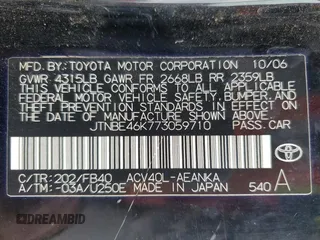 MFD. BY: TOYOTA MOTOR CORPORATION 10/06
GVWR 4315LB GAWR FR 2668LB RR 2359LB
THIS VEHICLE CONFORMS TO ALL APPLICABLE
FEDERAL MOTOR VEHICLE SAFETY, BUMPER, AND
THEFT PREVENTION STANDARDS IN EFFECT ON
THE DATE OF MANUFACTURE SHOWN ABOVE.
JTNBE46K773059710 PASS. CAR
C/TR: 202/FB40 ACV40L-AEANKA
A/TM: -03A/U250E MADE IN JAPAN 540 A
DREAMBID